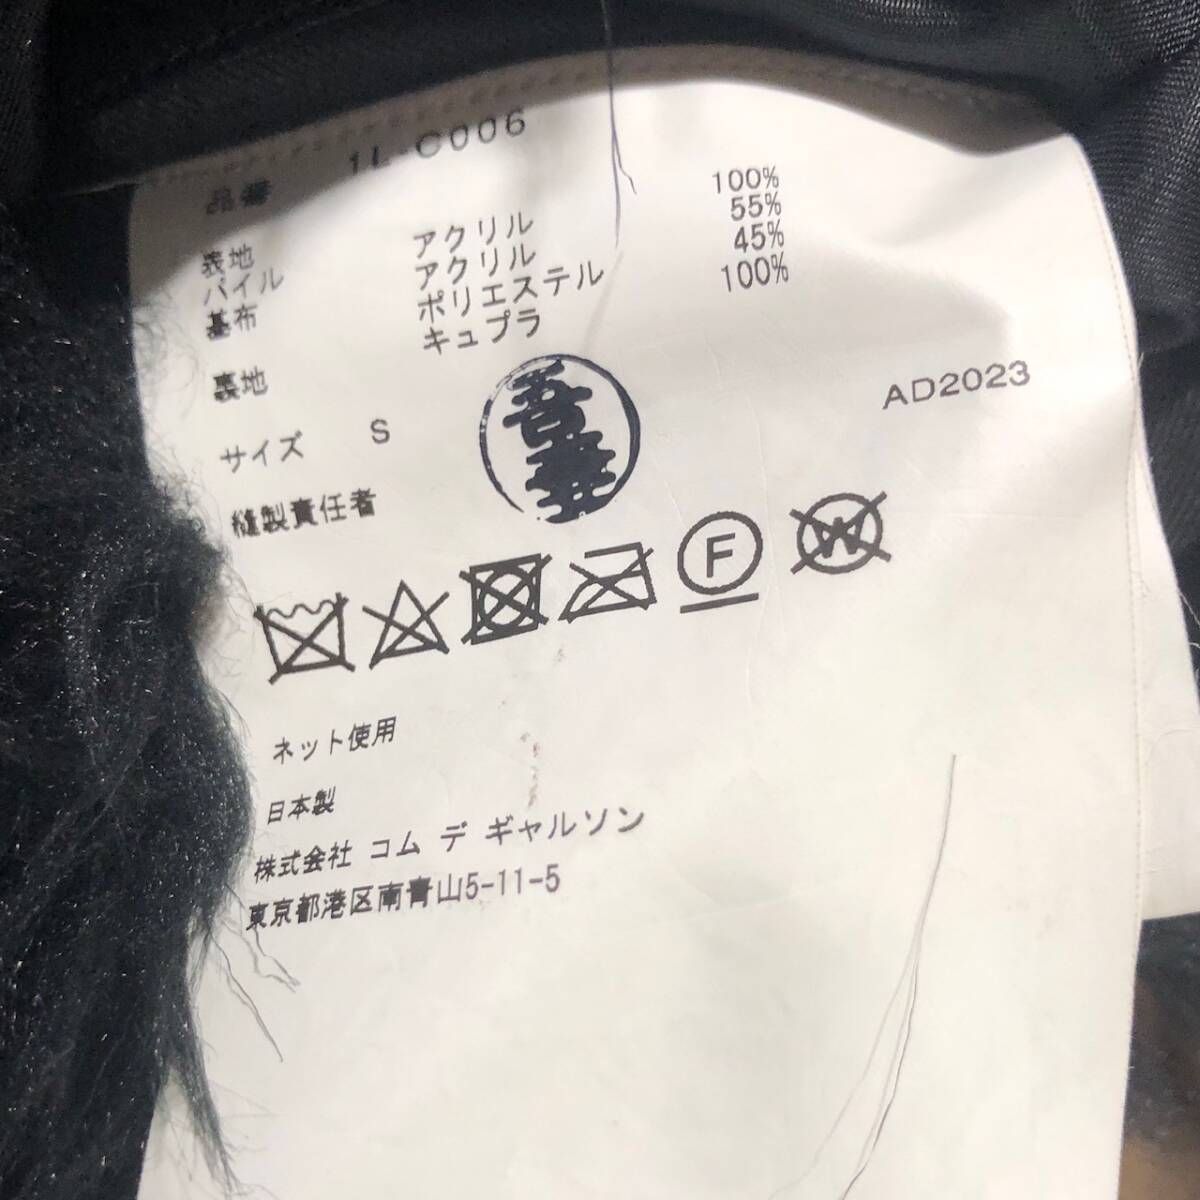 品番 1L-C006
表地
パイル アクリル 100%
基布 アクリル 55%
ポリエステル 45%
裏地 キュプラ 100%
サイズ S
AD2023
縫製責任者
F
W
ネット使用
日本製
株式会社 コム デ ギャルソン
東京都港区南青山5-11-5